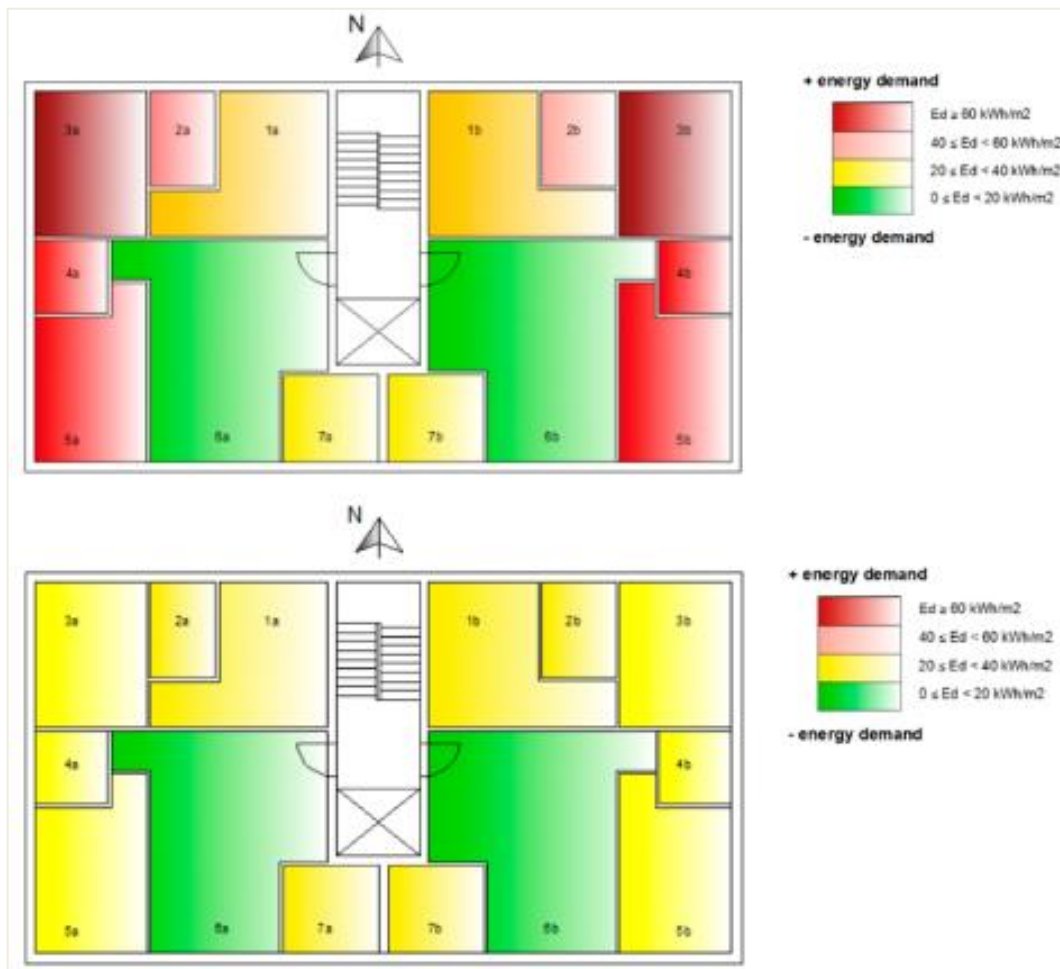 N
+ energy demand
3a 2a 1a 1b 2b 3b
Ed ≥ 60 kWh/m2
40 ≤ Ed < 60 kWh/m2
20 ≤ Ed < 40 kWh/m2
0 ≤ Ed < 20 kWh/m2
- energy demand
4a 4b
5a 6a 7a 7b 6b 5b
N
+ energy demand
3a 2a 1a 1b 2b 3b
Ed ≥ 60 kWh/m2
40 ≤ Ed < 60 kWh/m2
20 ≤ Ed < 40 kWh/m2
0 ≤ Ed < 20 kWh/m2
- energy demand
4a 4b
5a 6a 7a 7b 6b 5b